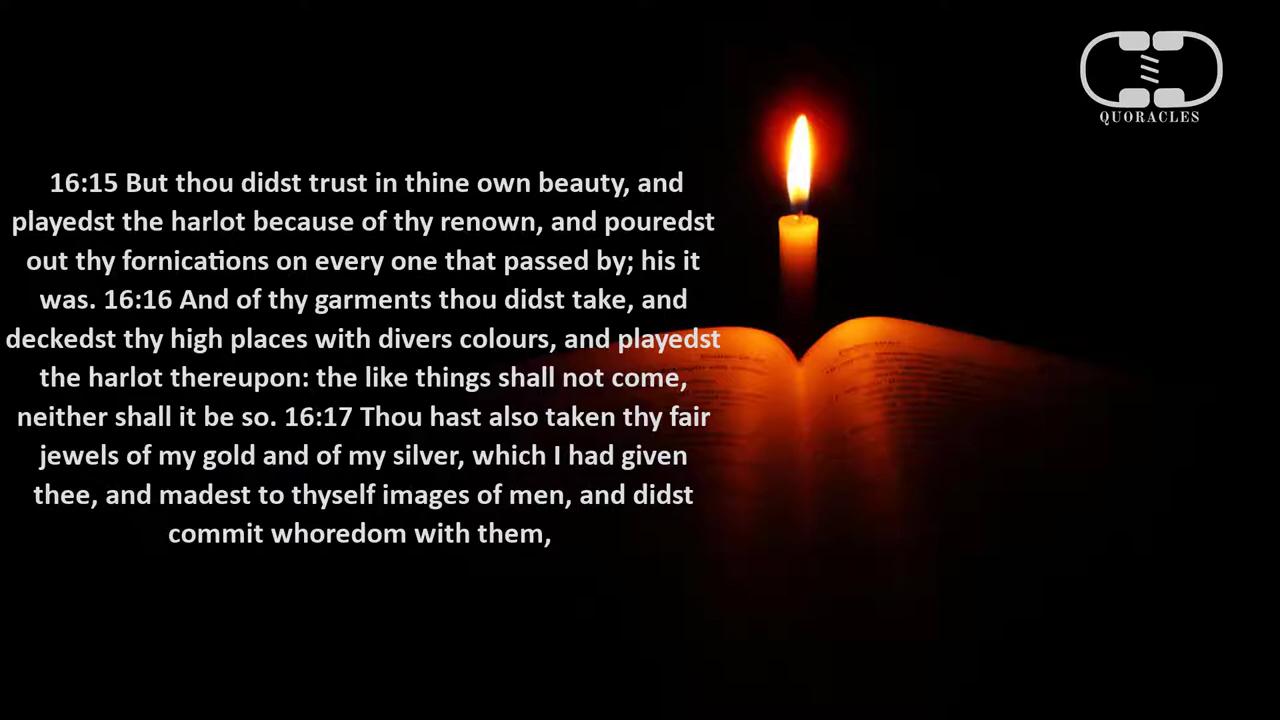 QUORACLES
16:15 But thou didst trust in thine own beauty, and
playedst the harlot because of thy renown, and pouredst
out thy fornications on every one that passed by; his it
was. 16:16 And of thy garments thou didst take, and
deckedst thy high places with divers colours, and playedst
the harlot thereupon: the like things shall not come,
neither shall it be so. 16:17 Thou hast also taken thy fair
jewels of my gold and of my silver, which I had given
thee, and madest to thyself images of men, and didst
commit whoredom with them,